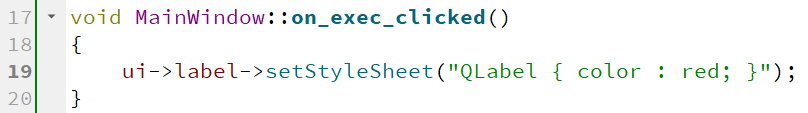 17 void MainWindow::on_exec_clicked()
18 {
19     ui->label->setStyleSheet("QLabel { color : red; }");
20 }